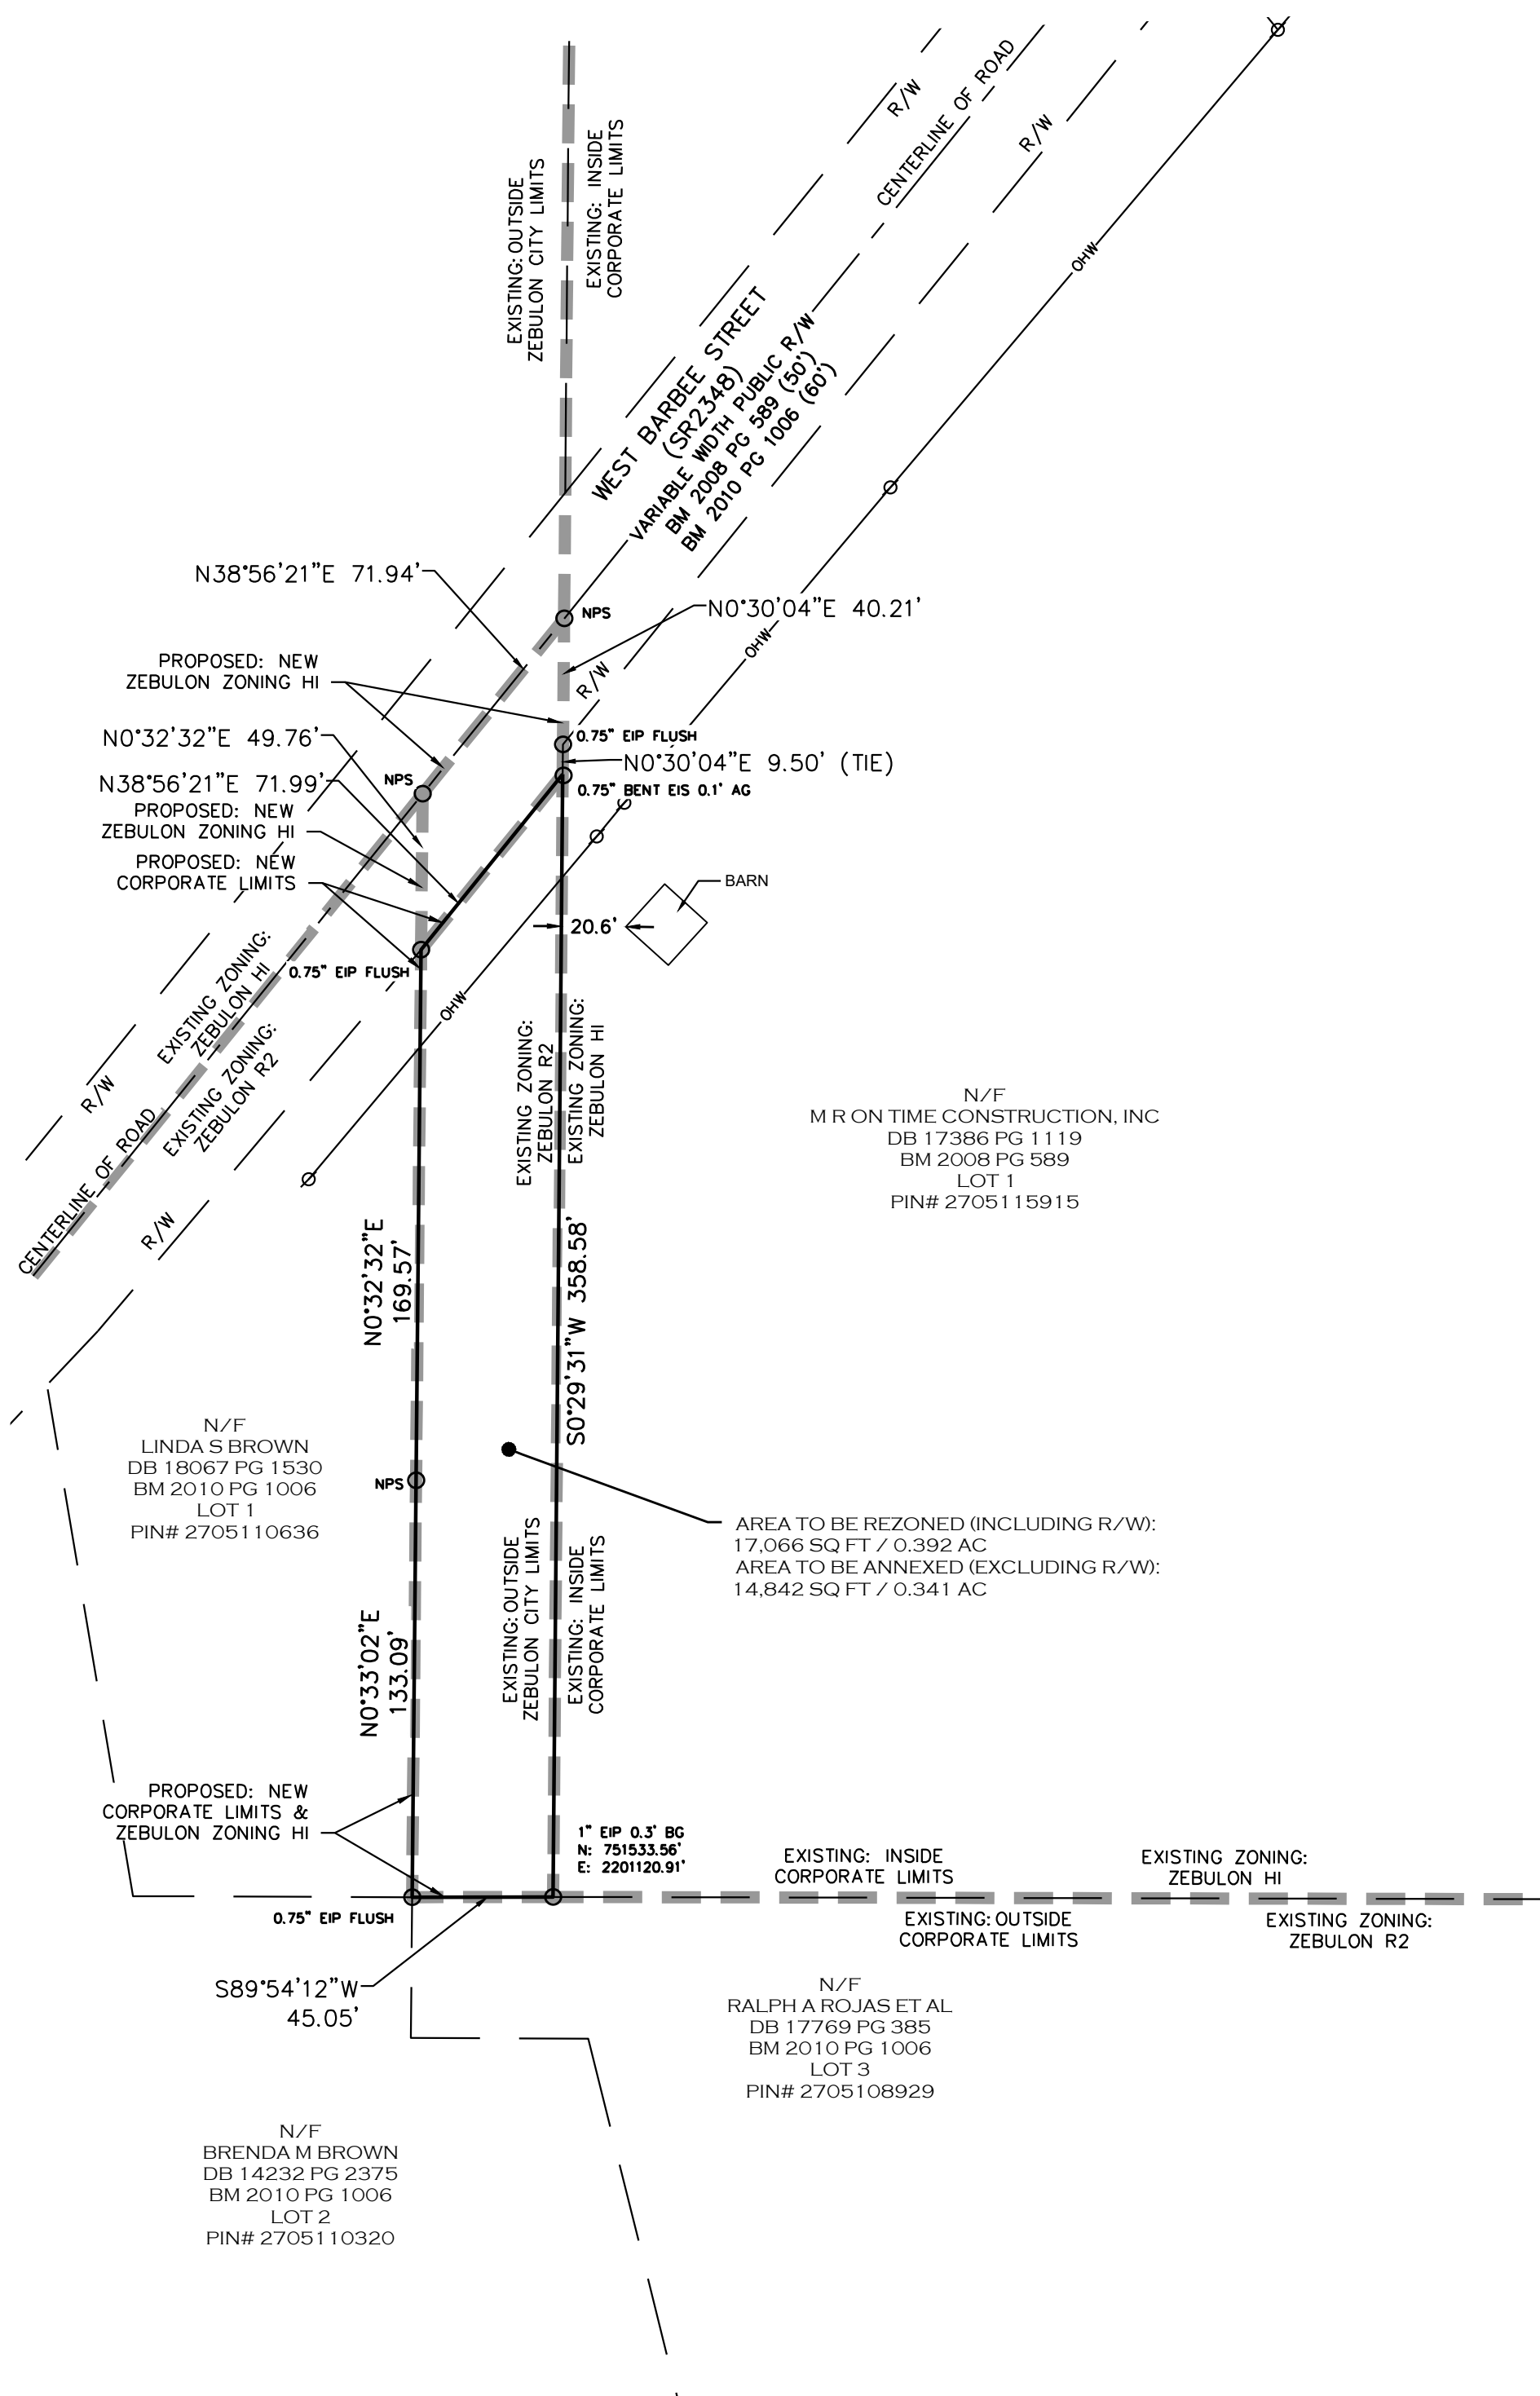 R/W
CENTERLINE OF ROAD
R/W
EXISTING: OUTSIDE
ZEBULON CITY LIMITS
EXISTING: INSIDE
CORPORATE LIMITS
OHW
WEST BARBEE STREET
(SR2348)
VARIABLE WIDTH PUBLIC R/W
BM 2008 PG 589 (50')
BM 2010 PG 1006 (60')
N38°56'21"E 71.94'
NPS
N0°30'04"E 40.21'
OHW
PROPOSED: NEW
ZEBULON ZONING HI
R/W
N0°32'32"E 49.76'
0.75" EIP FLUSH
N0°30'04"E 9.50' (TIE)
N38°56'21"E 71.99'
NPS
0.75" BENT EIS 0.1' AG
PROPOSED: NEW
ZEBULON ZONING HI
PROPOSED: NEW
CORPORATE LIMITS
BARN
20.6'
0.75" EIP FLUSH
OHW
EXISTING ZONING:
ZEBULON HI
EXISTING ZONING:
ZEBULON R2
R/W
CENTERLINE OF ROAD
R/W
EXISTING ZONING:
ZEBULON R2
EXISTING ZONING:
ZEBULON HI
N/F
M R ON TIME CONSTRUCTION, INC
DB 17386 PG 1119
BM 2008 PG 589
LOT 1
PIN# 2705115915
N0°32'32"E
169.57'
S0°29'31"W 358.58'
N/F
LINDA S BROWN
DB 18067 PG 1530
BM 2010 PG 1006
LOT 1
PIN# 2705110636
NPS
AREA TO BE REZONED (INCLUDING R/W):
17,066 SQ FT / 0.392 AC
AREA TO BE ANNEXED (EXCLUDING R/W):
14,842 SQ FT / 0.341 AC
EXISTING: OUTSIDE
ZEBULON CITY LIMITS
EXISTING: INSIDE
CORPORATE LIMITS
N0°33'02"E
133.09'
PROPOSED: NEW
CORPORATE LIMITS &
ZEBULON ZONING HI
1" EIP 0.3' BG
N: 751533.56'
E: 2201120.91'
EXISTING: INSIDE
CORPORATE LIMITS
EXISTING ZONING:
ZEBULON HI
0.75" EIP FLUSH
EXISTING: OUTSIDE
CORPORATE LIMITS
EXISTING ZONING:
ZEBULON R2
S89°54'12"W
45.05'
N/F
RALPH A ROJAS ET AL
DB 17769 PG 385
BM 2010 PG 1006
LOT 3
PIN# 2705108929
N/F
BRENDA M BROWN
DB 14232 PG 2375
BM 2010 PG 1006
LOT 2
PIN# 2705110320